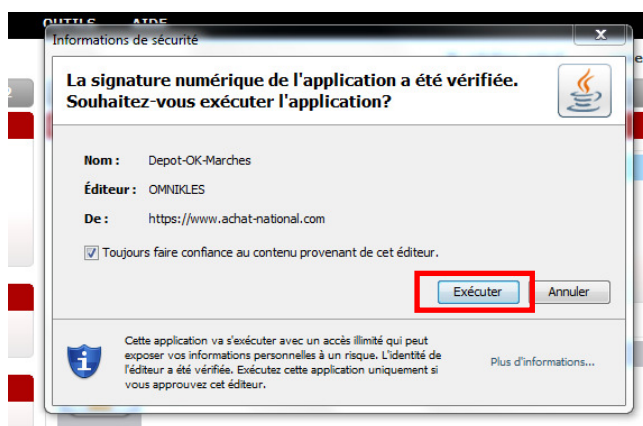 OUTILS AIDE
Informations de sécurité
x
La signature numérique de l'application a été vérifiée.
Souhaitez-vous exécuter l'application?
Nom : Depot-OK-Marches
Éditeur : OMNIKLES
De : https://www.achat-national.com
Toujours faire confiance au contenu provenant de cet éditeur.
Exécuter Annuler
Cette application va s'exécuter avec un accès illimité qui peut
exposer vos informations personnelles à un risque. L'identité de
l'éditeur a été vérifiée. Exécutez cette application uniquement si
vous approuvez cet éditeur.
Plus d'informations...